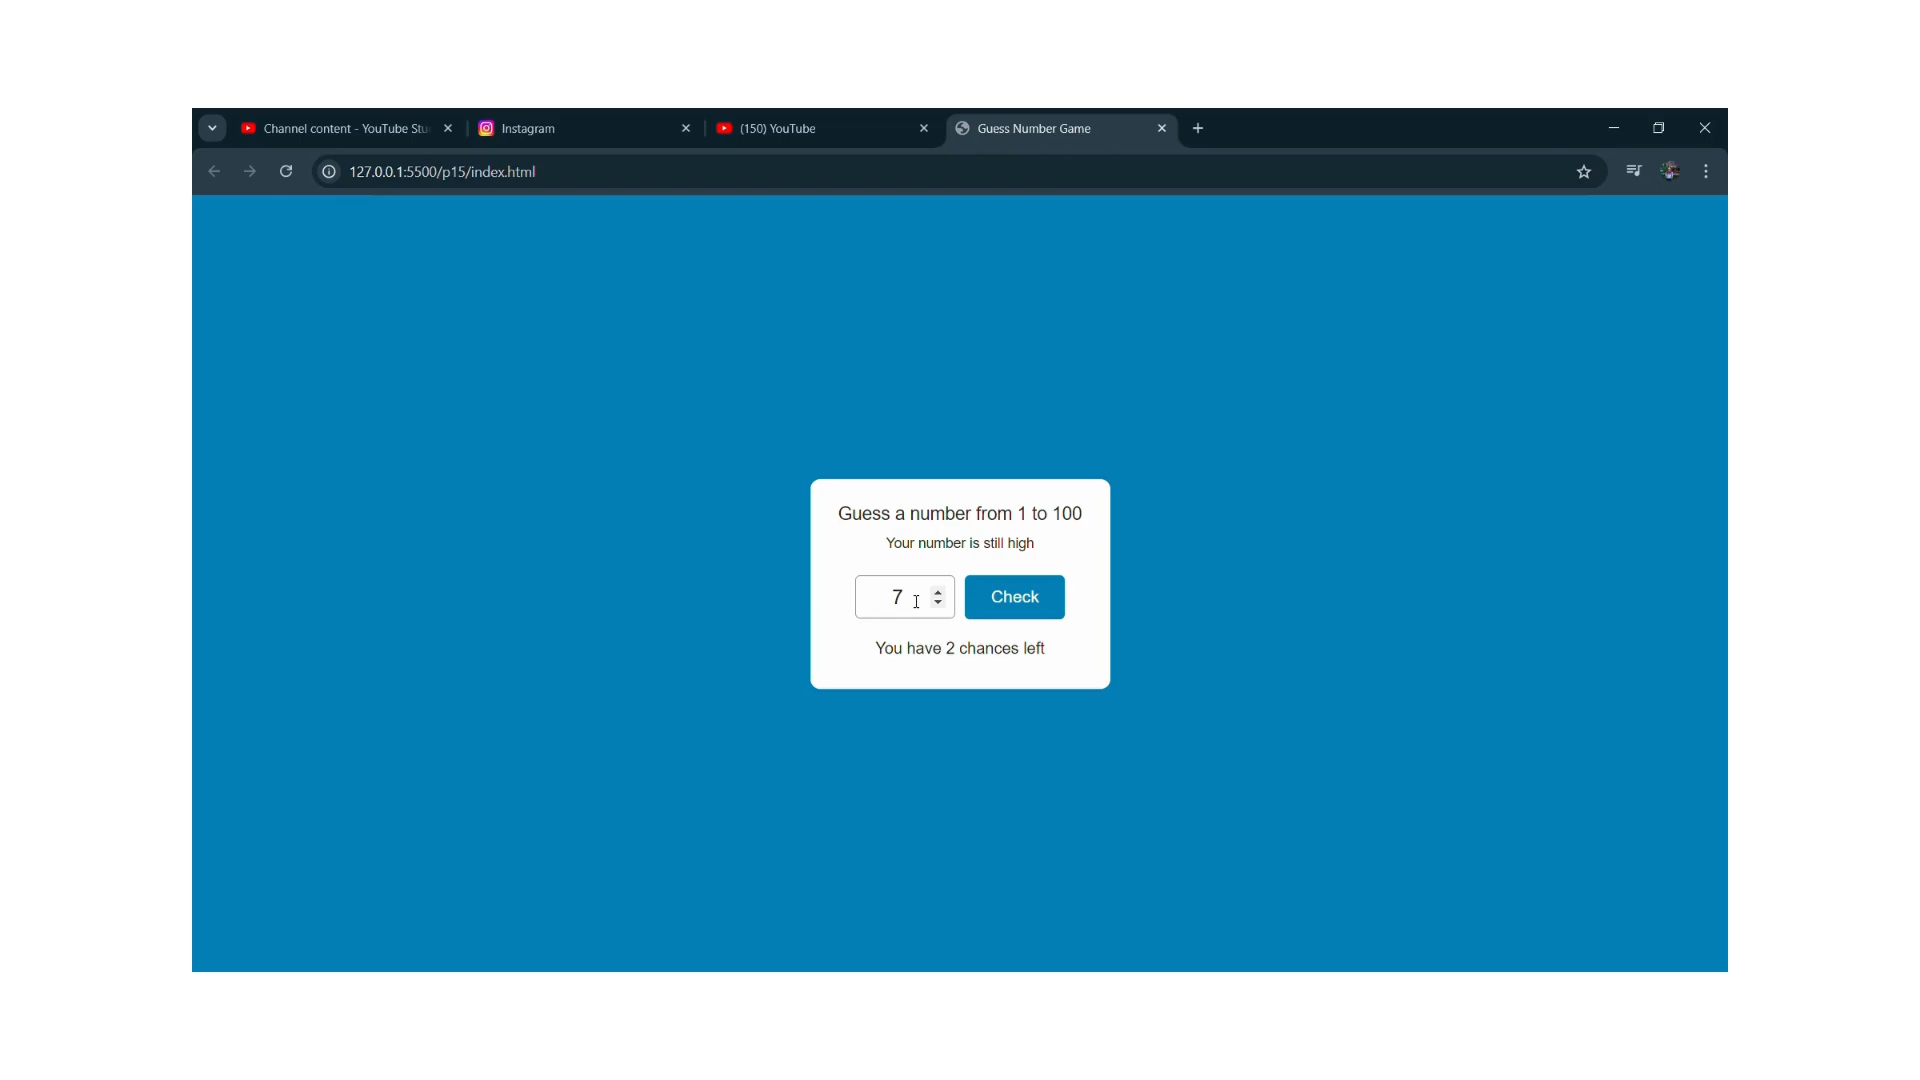 Channel content - YouTube Stu
Instagram
(150) YouTube
Guess Number Game
127.0.0.1:5500/p15/index.html
Guess a number from 1 to 100
Your number is still high
7
Check
You have 2 chances left